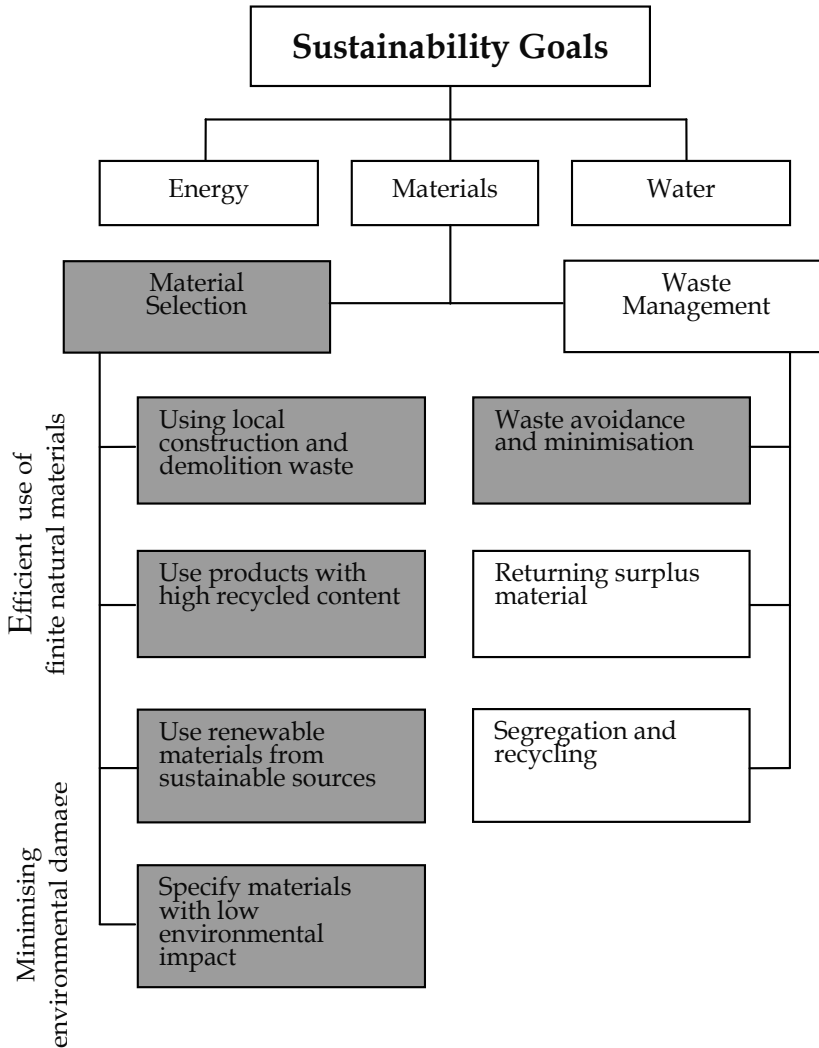 Sustainability Goals
Energy
Materials
Water
Material
Selection
Waste
Management
Efficient use of
finite natural materials
Using local
construction and
demolition waste
Waste avoidance
and minimisation
Use products with
high recycled content
Returning surplus
material
Minimising
environmental damage
Use renewable
materials from
sustainable sources
Segregation and
recycling
Specify materials
with low
environmental
impact